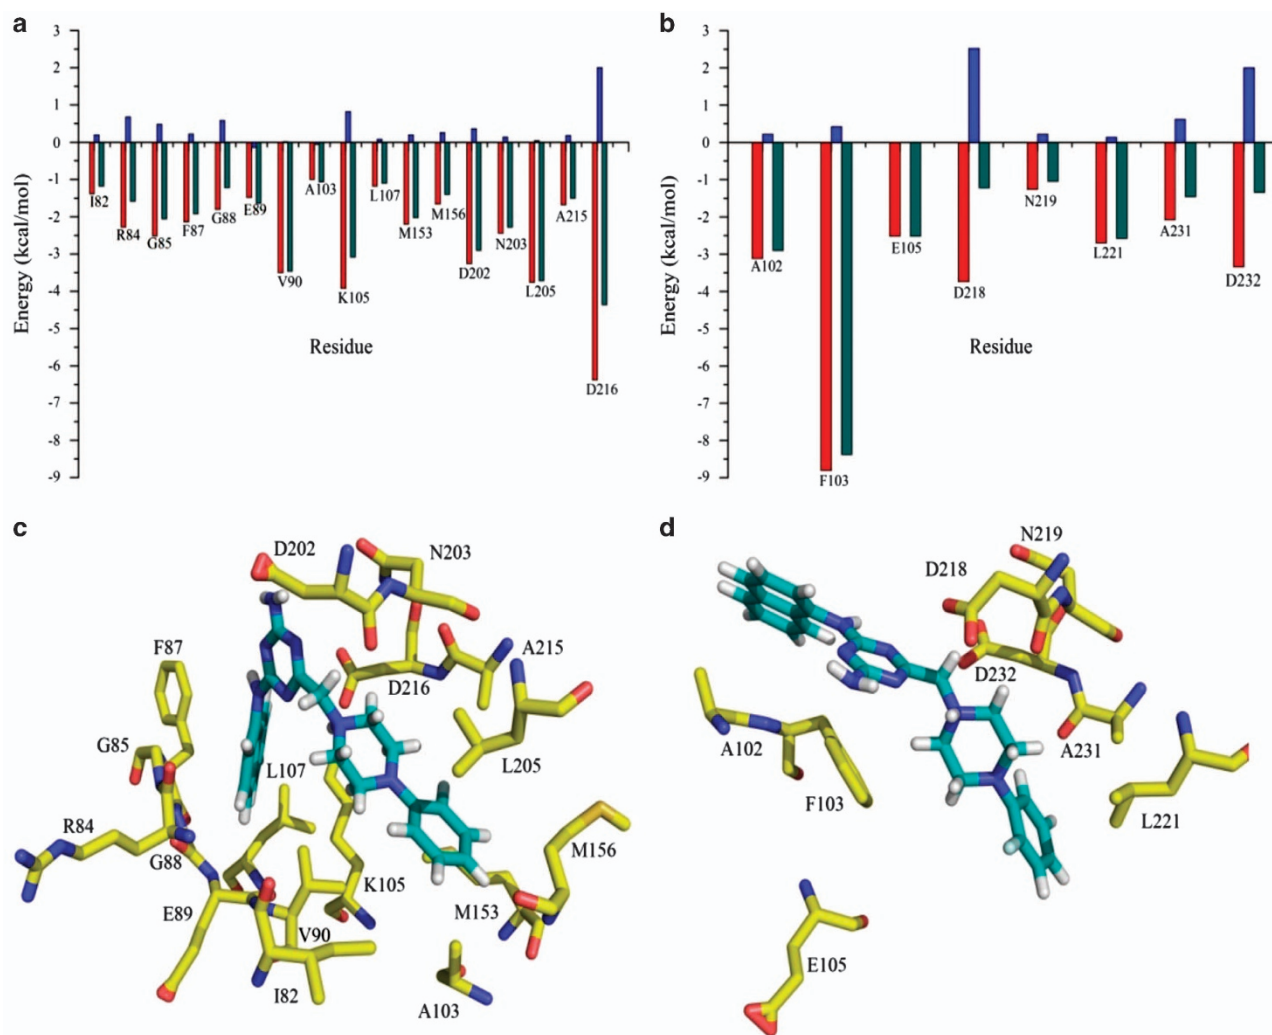 a
3
2
1
0
-1
-2
-3
-4
-5
-6
-7
-8
-9
Energy (kcal/mol)
Residue
I82
R84
G85
F87
G88
E89
V90
A103
K105
L107
M153
M156
D202
N203
L205
A215
D216
b
3
2
1
0
-1
-2
-3
-4
-5
-6
-7
-8
-9
Energy (kcal/mol)
Residue
A102
F103
E105
D218
N219
L221
A231
D232
c
D202
N203
F87
A215
D216
G85
L107
L205
R84
G88
M156
K105
E89
M153
V90
I82
A103
d
N219
D218
D232
A102
A231
F103
L221
E105